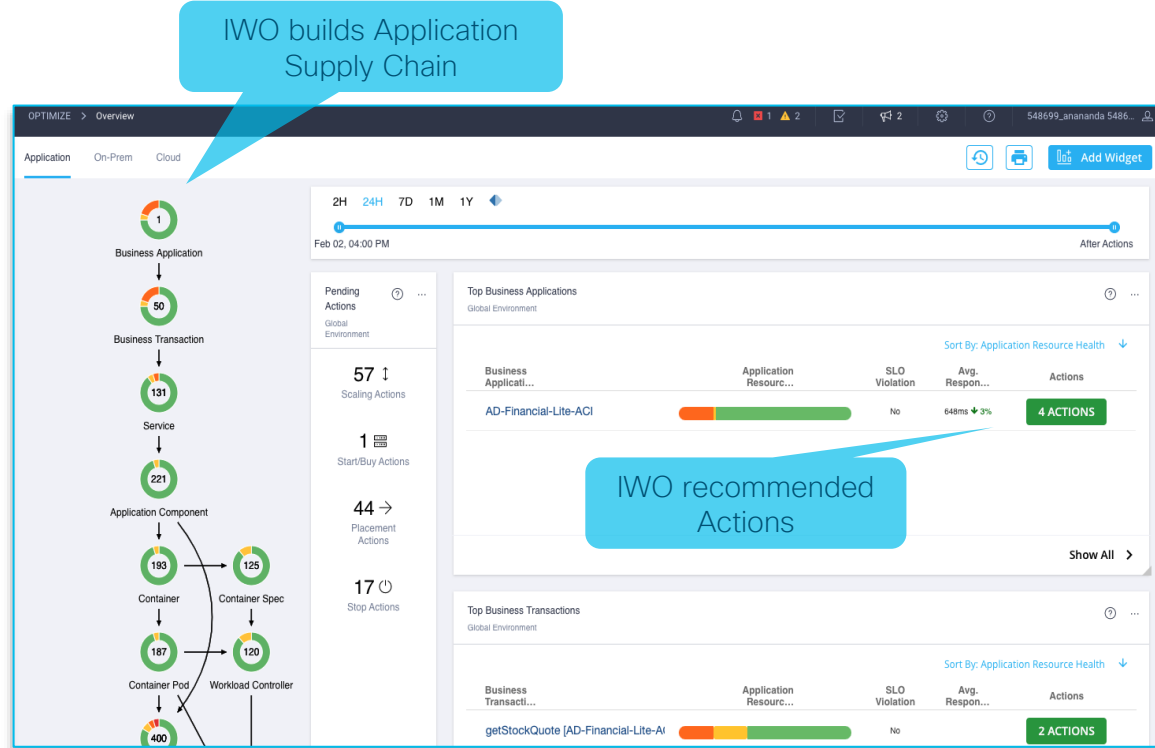 IWO builds Application
Supply Chain
OPTIMIZE > Overview
1
2
2
548699_anananda 5486...
Application
On-Prem
Cloud
Add Widget
1
Business Application
50
Business Transaction
131
Service
221
Application Component
193
125
Container
Container Spec
187
120
Container Pod
Workload Controller
400
2H 24H 7D 1M 1Y
Feb 02, 04:00 PM
After Actions
Pending
Actions
Global
Environment
57
Scaling Actions
1
Start/Buy Actions
44
Placement
Actions
17
Stop Actions
Top Business Applications
Global Environment
Sort By: Application Resource Health
Business
Applicati...
Application
Resourc...
SLO
Violation
Avg.
Respon...
Actions
AD-Financial-Lite-ACI
No
648ms 3%
4 ACTIONS
IWO recommended
Actions
Show All >
Top Business Transactions
Global Environment
Sort By: Application Resource Health
Business
Transacti...
Application
Resourc...
SLO
Violation
Avg.
Respon...
Actions
getStockQuote [AD-Financial-Lite-A
No
2 ACTIONS